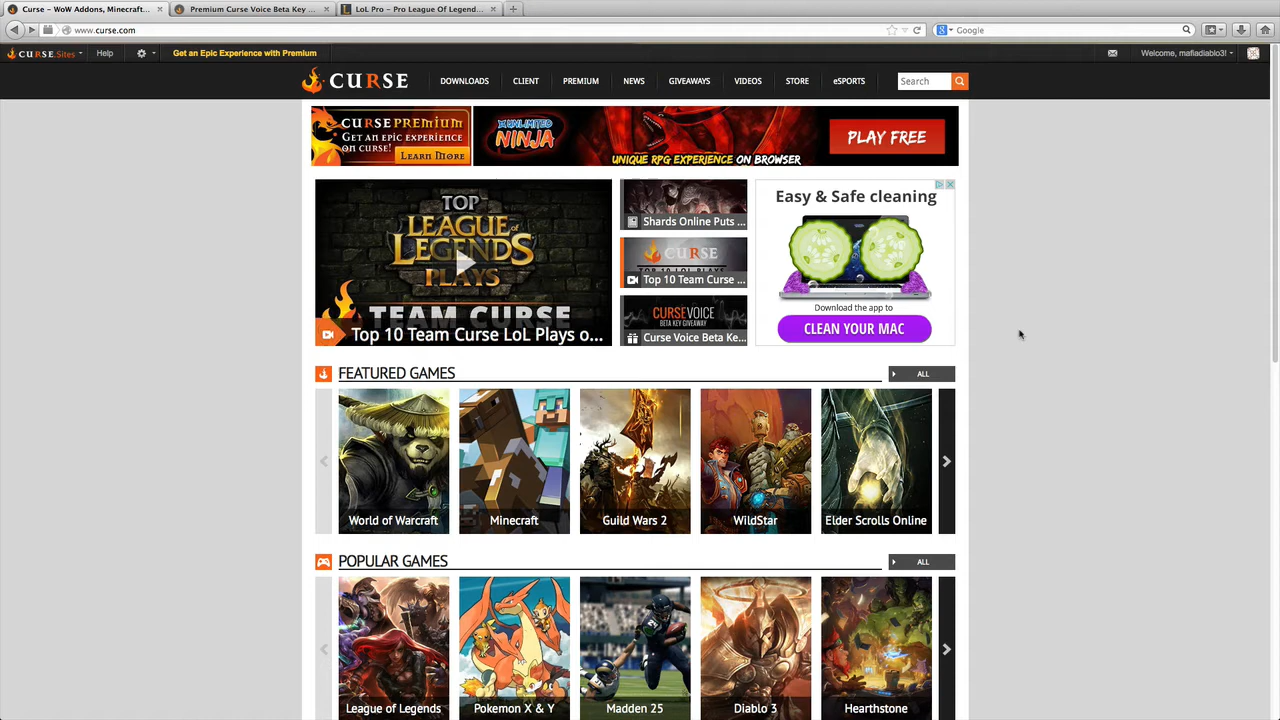 Curse – WoW Addons, Minecraft... Premium Curse Voice Beta Key ... LoL Pro – Pro League Of Legend...
www.curse.com
Google
CURSE Sites Help Get an Epic Experience with Premium Welcome, mafiadiablo3!
CURSE DOWNLOADS CLIENT PREMIUM NEWS GIVEAWAYS VIDEOS STORE eSPORTS Search
CURSE PREMIUM
GET AN EPIC EXPERIENCE
ON CURSE!
LEARN MORE
UNLIMITED
NINJA
UNIQUE RPG EXPERIENCE ON BROWSER
PLAY FREE
TOP
LEAGUE of
LEGENDS
PLAYS
TEAM CURSE
Top 10 Team Curse LoL Plays o...
Shards Online Puts ...
CURSE
TOP 10 LOL PLAYS
Top 10 Team Curse ...
CURSEVOICE
BETA KEY GIVEAWAY
Curse Voice Beta Ke...
Easy & Safe cleaning
Download the app to
CLEAN YOUR MAC
FEATURED GAMES ALL
World of Warcraft Minecraft Guild Wars 2 WildStar Elder Scrolls Online
POPULAR GAMES ALL
League of Legends Pokemon X & Y Madden 25 Diablo 3 Hearthstone